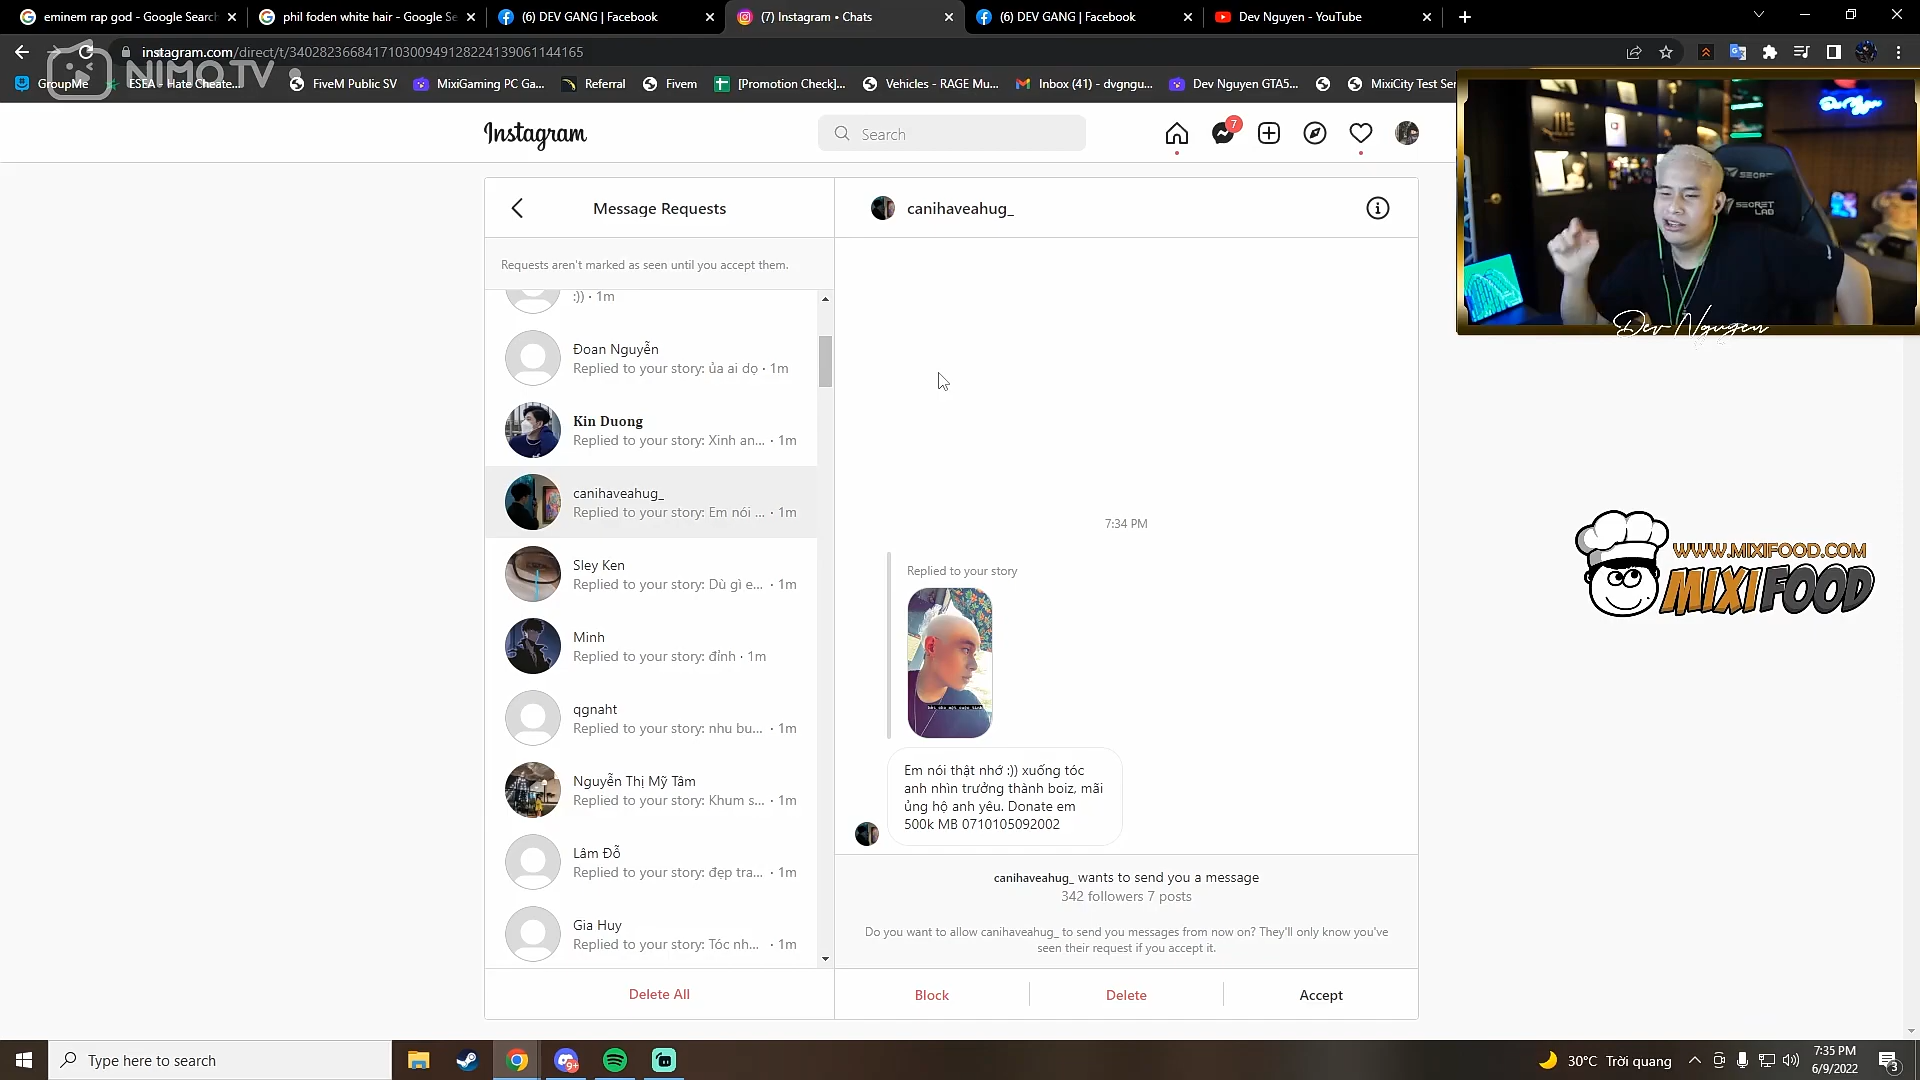 eminem rap god - Google Search
phil foden white hair - Google Se
(6) DEV GANG | Facebook
(7) Instagram • Chats
(6) DEV GANG | Facebook
Dev Nguyen - YouTube
instagram.com/direct/t/340282366841710300949128224139061144165
NIMO.TV
GroupMe
ESEA - Hate Cheate...
FiveM Public SV
MixiGaming PC Ga...
Referral
Fivem
[Promotion Check]...
Vehicles - RAGE Mu...
Inbox (41) - dvgngu...
Dev Nguyen GTA5...
MixiCity Test Ser
Instagram
Search
7
Message Requests
canihaveahug_
Requests aren't marked as seen until you accept them.
:)) · 1m
Đoan Nguyễn
Replied to your story: ủa ai dọ · 1m
Kin Duong
Replied to your story: Xinh an... · 1m
canihaveahug_
Replied to your story: Em nói ... · 1m
Sley Ken
Replied to your story: Dù gì e... · 1m
Minh
Replied to your story: đỉnh · 1m
qgnaht
Replied to your story: nhu bu... · 1m
Nguyễn Thị Mỹ Tâm
Replied to your story: Khum s... · 1m
Lâm Đỗ
Replied to your story: đẹp tra... · 1m
Gia Huy
Replied to your story: Tóc nh... · 1m
Delete All
7:34 PM
Replied to your story
Em nói thật nhớ :)) xuống tóc
anh nhìn trưởng thành boiz, mãi
ủng hộ anh yêu. Donate em
500k MB 0710105092002
canihaveahug_ wants to send you a message
342 followers 7 posts
Do you want to allow canihaveahug_ to send you messages from now on? They'll only know you've
seen their request if you accept it.
Block
Delete
Accept
SECRET
LAB
Dev Nguyen
WWW.MIXIFOOD.COM
MIXIFOOD
Type here to search
9+
30°C Trời quang
7:35 PM
6/9/2022
3